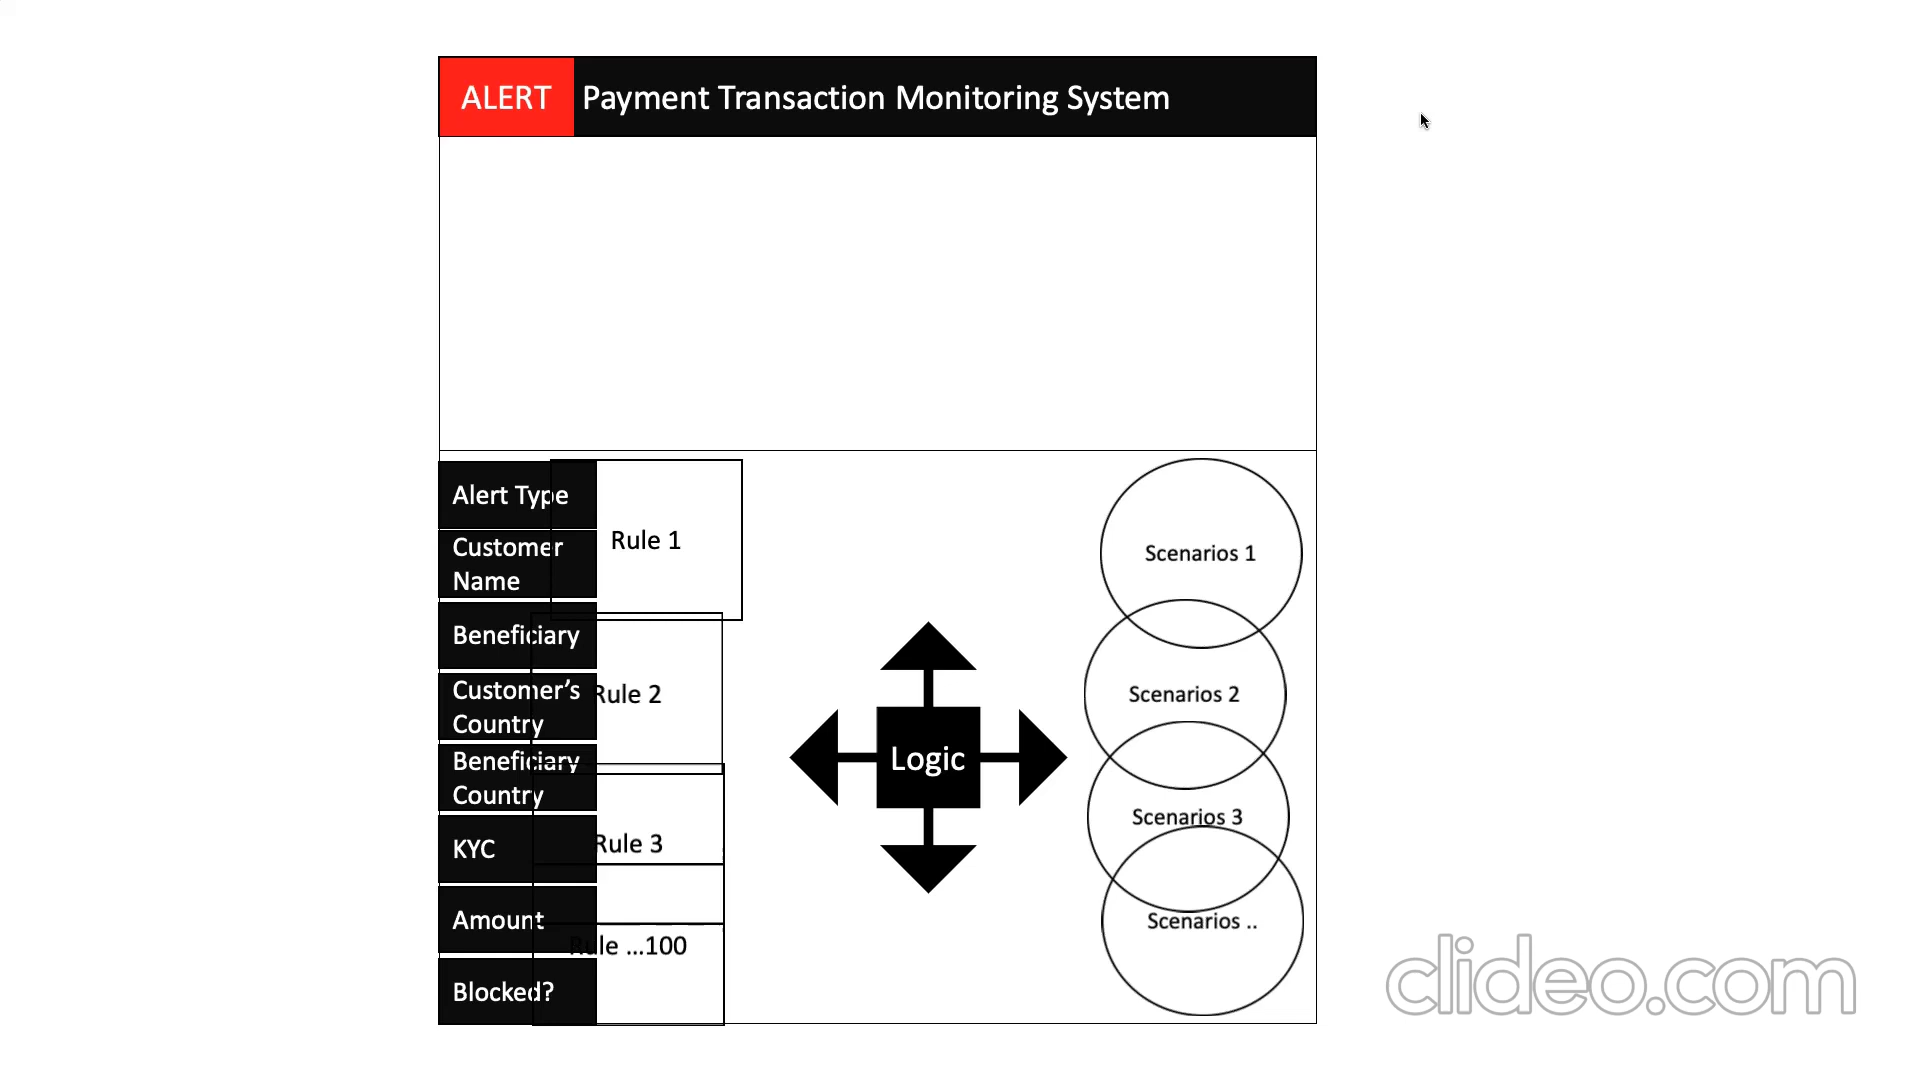 ALERT
Payment Transaction Monitoring System
Alert Type
Customer
Name
Beneficiary
Customer’s
Country
Beneficiary
Country
KYC
Amount
Blocked?
Rule 1
Rule 2
Rule 3
Rule ...100
Logic
Scenarios 1
Scenarios 2
Scenarios 3
Scenarios ..
clideo.com